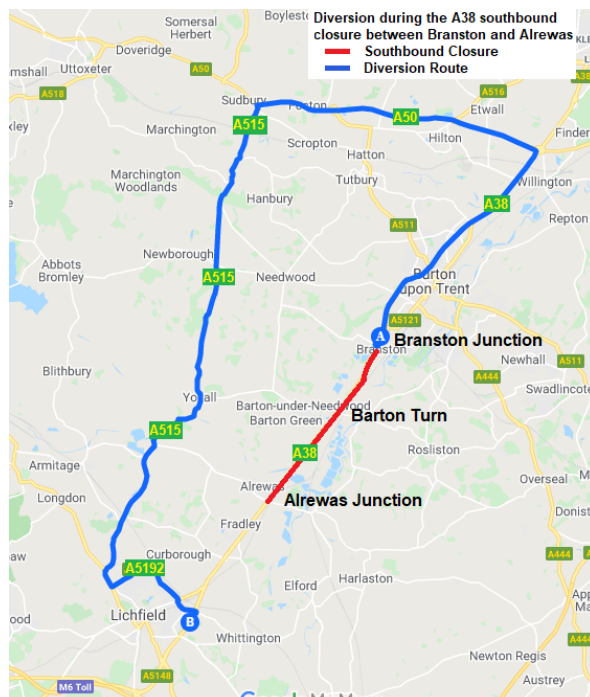 Diversion during the A38 southbound
closure between Branston and Alrewas
Southbound Closure
Diversion Route
Somersal
Herbert
Boyleston
Doveridge
Uttoxeter
A518
A50
Sudbury
Foston
A50
A516
Etwall
A38
A515
Marchington
Scropton
Hilton
Hatton
Findern
Willington
Marchington
Woodlands
Tutbury
Hanbury
A38
Repton
A511
Newborough
Abbots
Bromley
A515
Needwood
Burton
upon Trent
A5121
A
Branston Junction
Branston
Newhall
A511
Blithbury
A444
Swadlincote
Yoxall
Barton-under-Needwood
Barton Green
Barton Turn
A515
A38
Rosliston
Armitage
Overseal
Alrewas
Alrewas Junction
Longdon
Fradley
A444
Curborough
A5192
Elford
Harlaston
Lichfield
B
Whittington
A444
A5148
Newton Regis
M6 Toll
Austrey